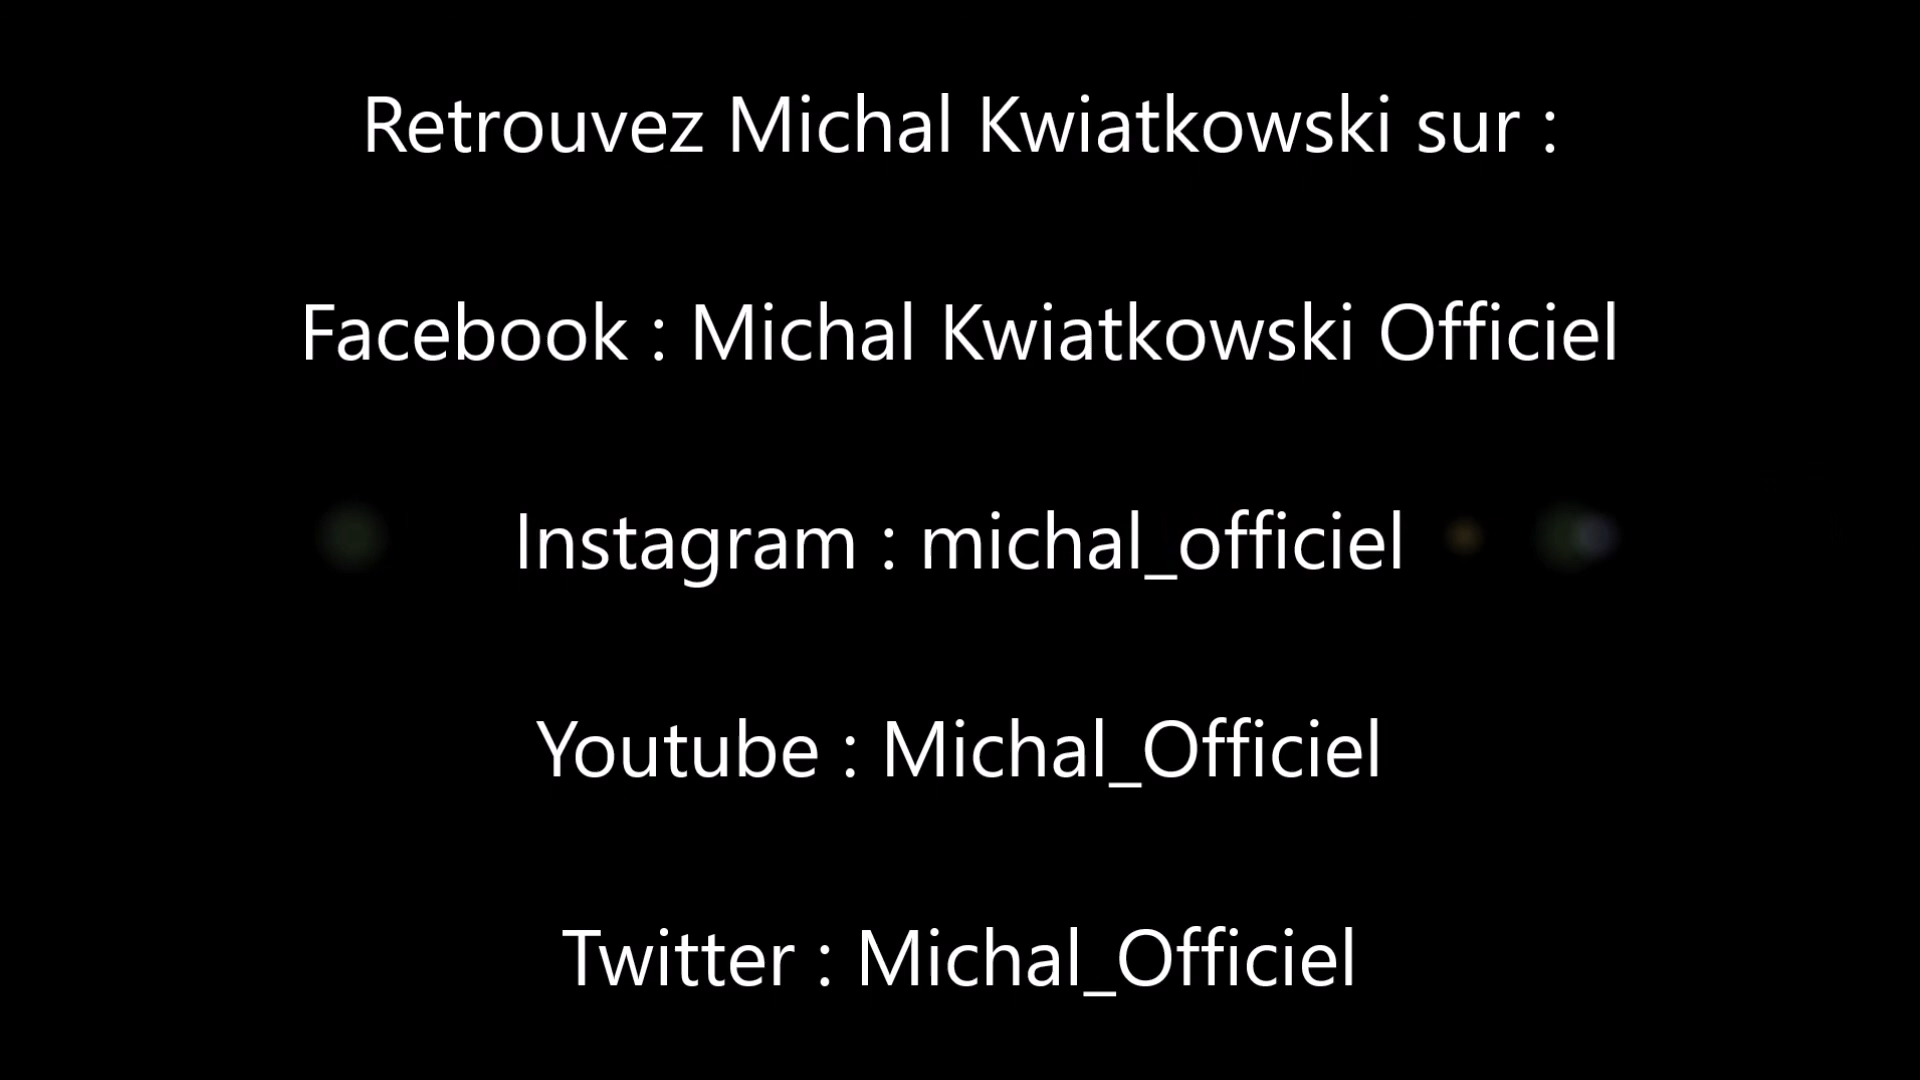 Retrouvez Michal Kwiatkowski sur :
Facebook : Michal Kwiatkowski Officiel
Instagram : michal_officiel
Youtube : Michal_Officiel
Twitter : Michal_Officiel